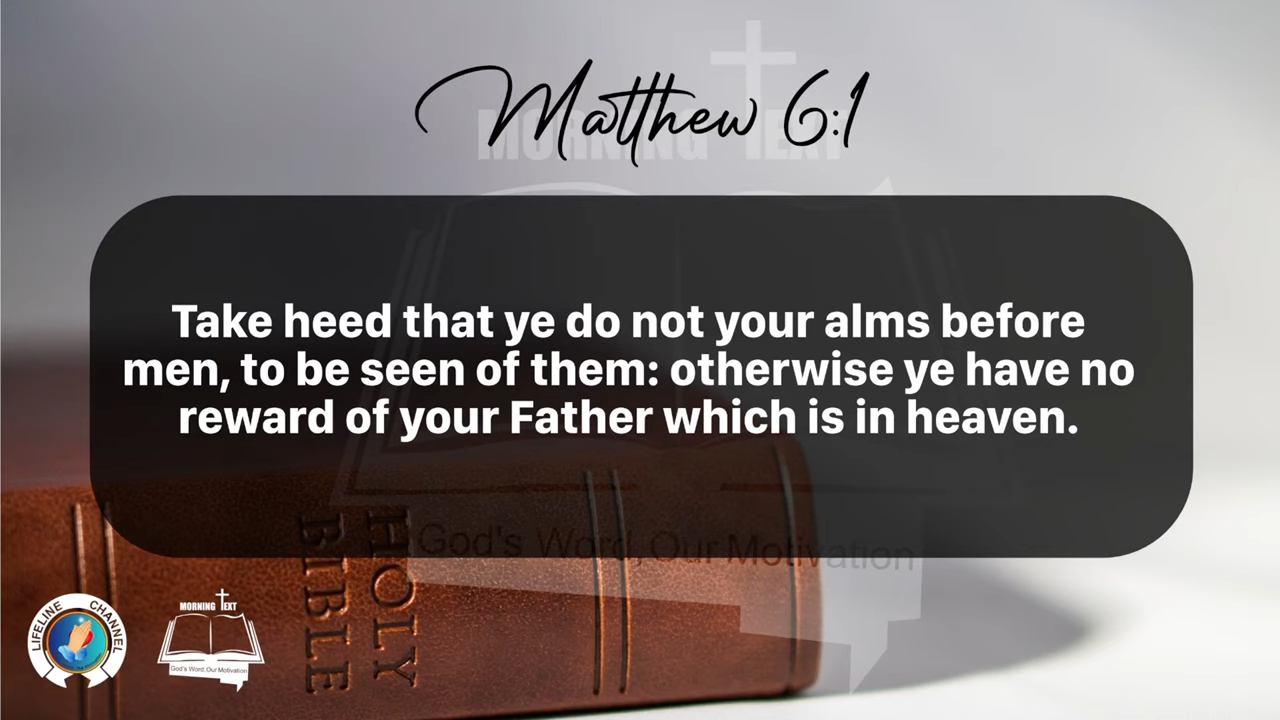 Matthew 6:1
MORNING TEXT
Take heed that ye do not your alms before
men, to be seen of them: otherwise ye have no
reward of your Father which is in heaven.
God's Word, Our Motivation
HOLY
BIBLE
LIFELINE CHANNEL
MORNING TEXT
God's Word, Our Motivation